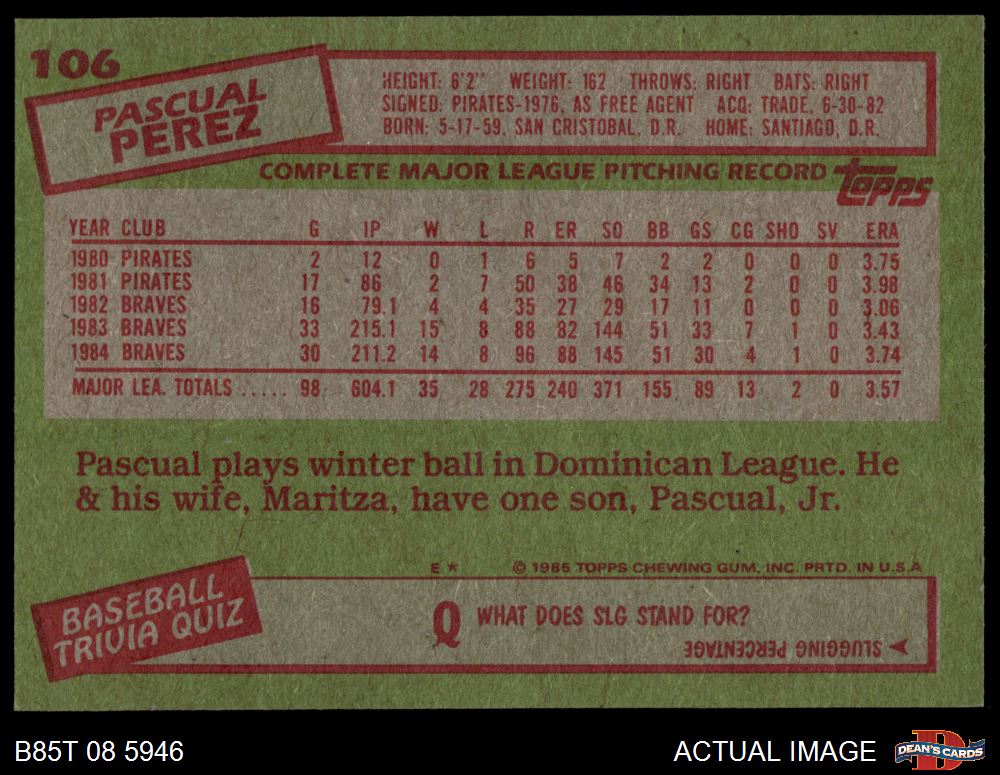 106
PASCUAL
PEREZ
HEIGHT: 6'2" WEIGHT: 162 THROWS: RIGHT BATS: RIGHT
SIGNED: PIRATES-1976, AS FREE AGENT ACQ: TRADE, 6-30-82
BORN: 5-17-59, SAN CRISTOBAL, D.R. HOME: SANTIAGO, D.R.
COMPLETE MAJOR LEAGUE PITCHING RECORD
TOPPS
YEAR CLUB G IP W L R ER SO BB GS CG SHO SV ERA
1980 PIRATES 2 12 0 1 6 5 7 2 2 0 0 0 3.75
1981 PIRATES 17 86 2 7 50 38 46 34 13 2 0 0 3.98
1982 BRAVES 16 79.1 4 4 35 27 29 17 11 0 0 0 3.06
1983 BRAVES 33 215.1 15 8 88 82 144 51 33 7 1 0 3.43
1984 BRAVES 30 211.2 14 8 96 88 145 51 30 4 1 0 3.74
MAJOR LEA. TOTALS ..... 98 604.1 35 28 275 240 371 155 89 13 2 0 3.57
Pascual plays winter ball in Dominican League. He
& his wife, Maritza, have one son, Pascual, Jr.
E * © 1985 TOPPS CHEWING GUM, INC. PRTD. IN U.S.A
BASEBALL
TRIVIA QUIZ
Q WHAT DOES SLG STAND FOR?
SLUGGING PERCENTAGE
B85T 08 5946
ACTUAL IMAGE
DEAN'S CARDS